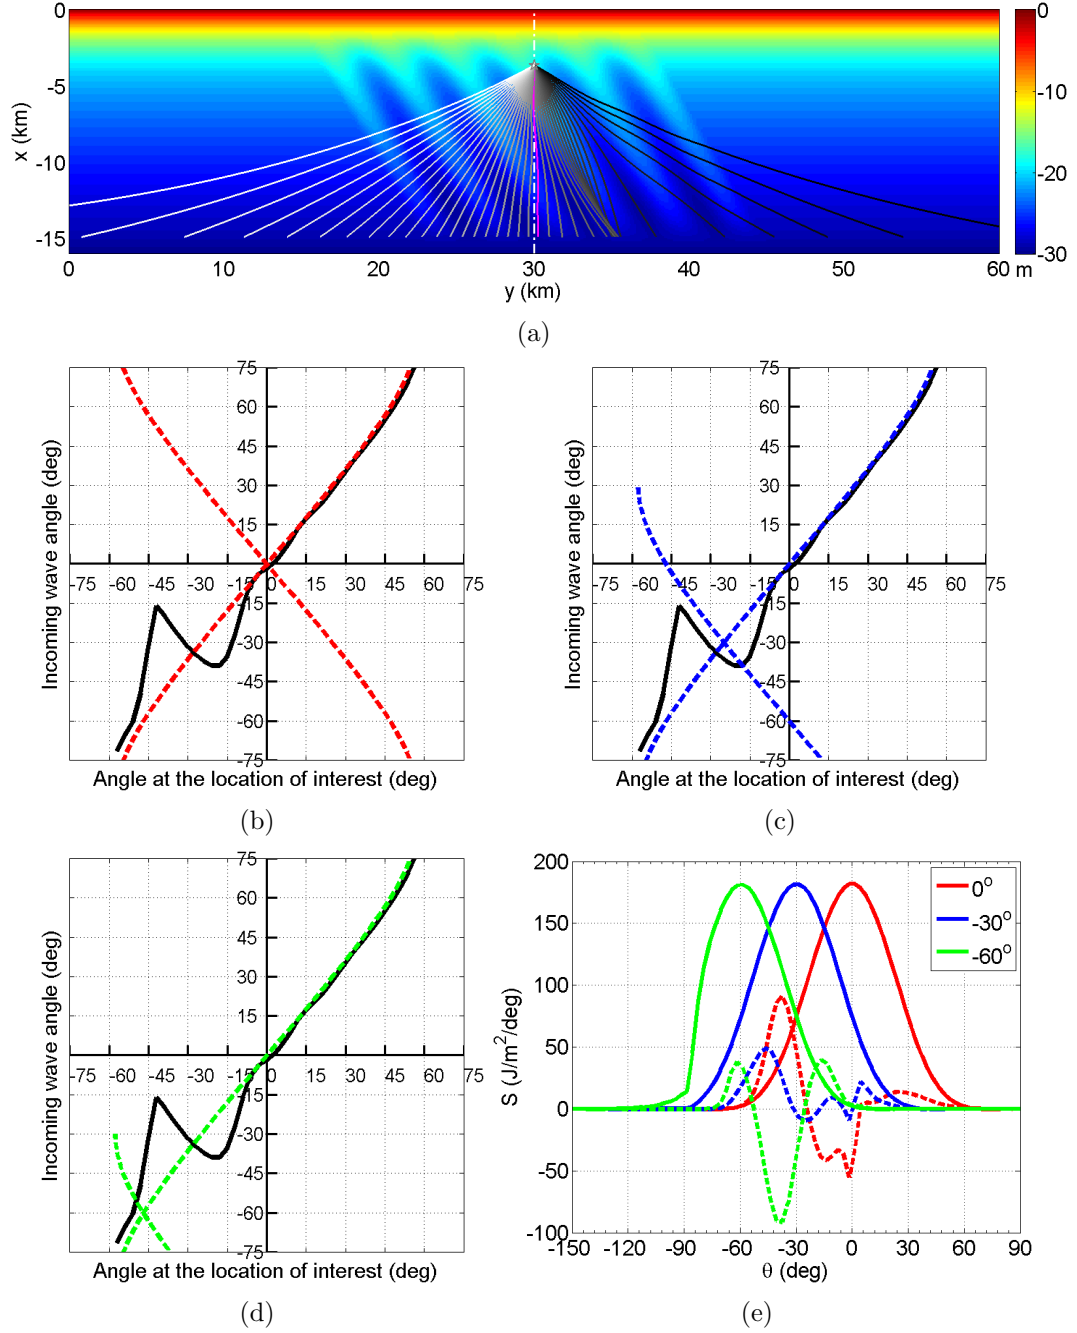 0
-5
-10
-15
x (km)
0 10 20 30 40 50 60
y (km)
0
-10
-20
-30
m
(a)
75
60
45
30
15
-75 -60 -45 -30 -15 0 15 30 45 60 75
-15
-30
-45
-60
-75
Incoming wave angle (deg)
Angle at the location of interest (deg)
(b)
75
60
45
30
15
-75 -60 -45 -30 -15 0 15 30 45 60 75
-15
-30
-45
-60
-75
Incoming wave angle (deg)
Angle at the location of interest (deg)
(c)
75
60
45
30
15
-75 -60 -45 -30 -15 0 15 30 45 60 75
-15
-30
-45
-60
-75
Incoming wave angle (deg)
Angle at the location of interest (deg)
(d)
200
150
100
50
0
-50
-100
S (J/m²/deg)
0°
-30°
-60°
-150 -120 -90 -60 -30 0 30 60 90
θ (deg)
(e)